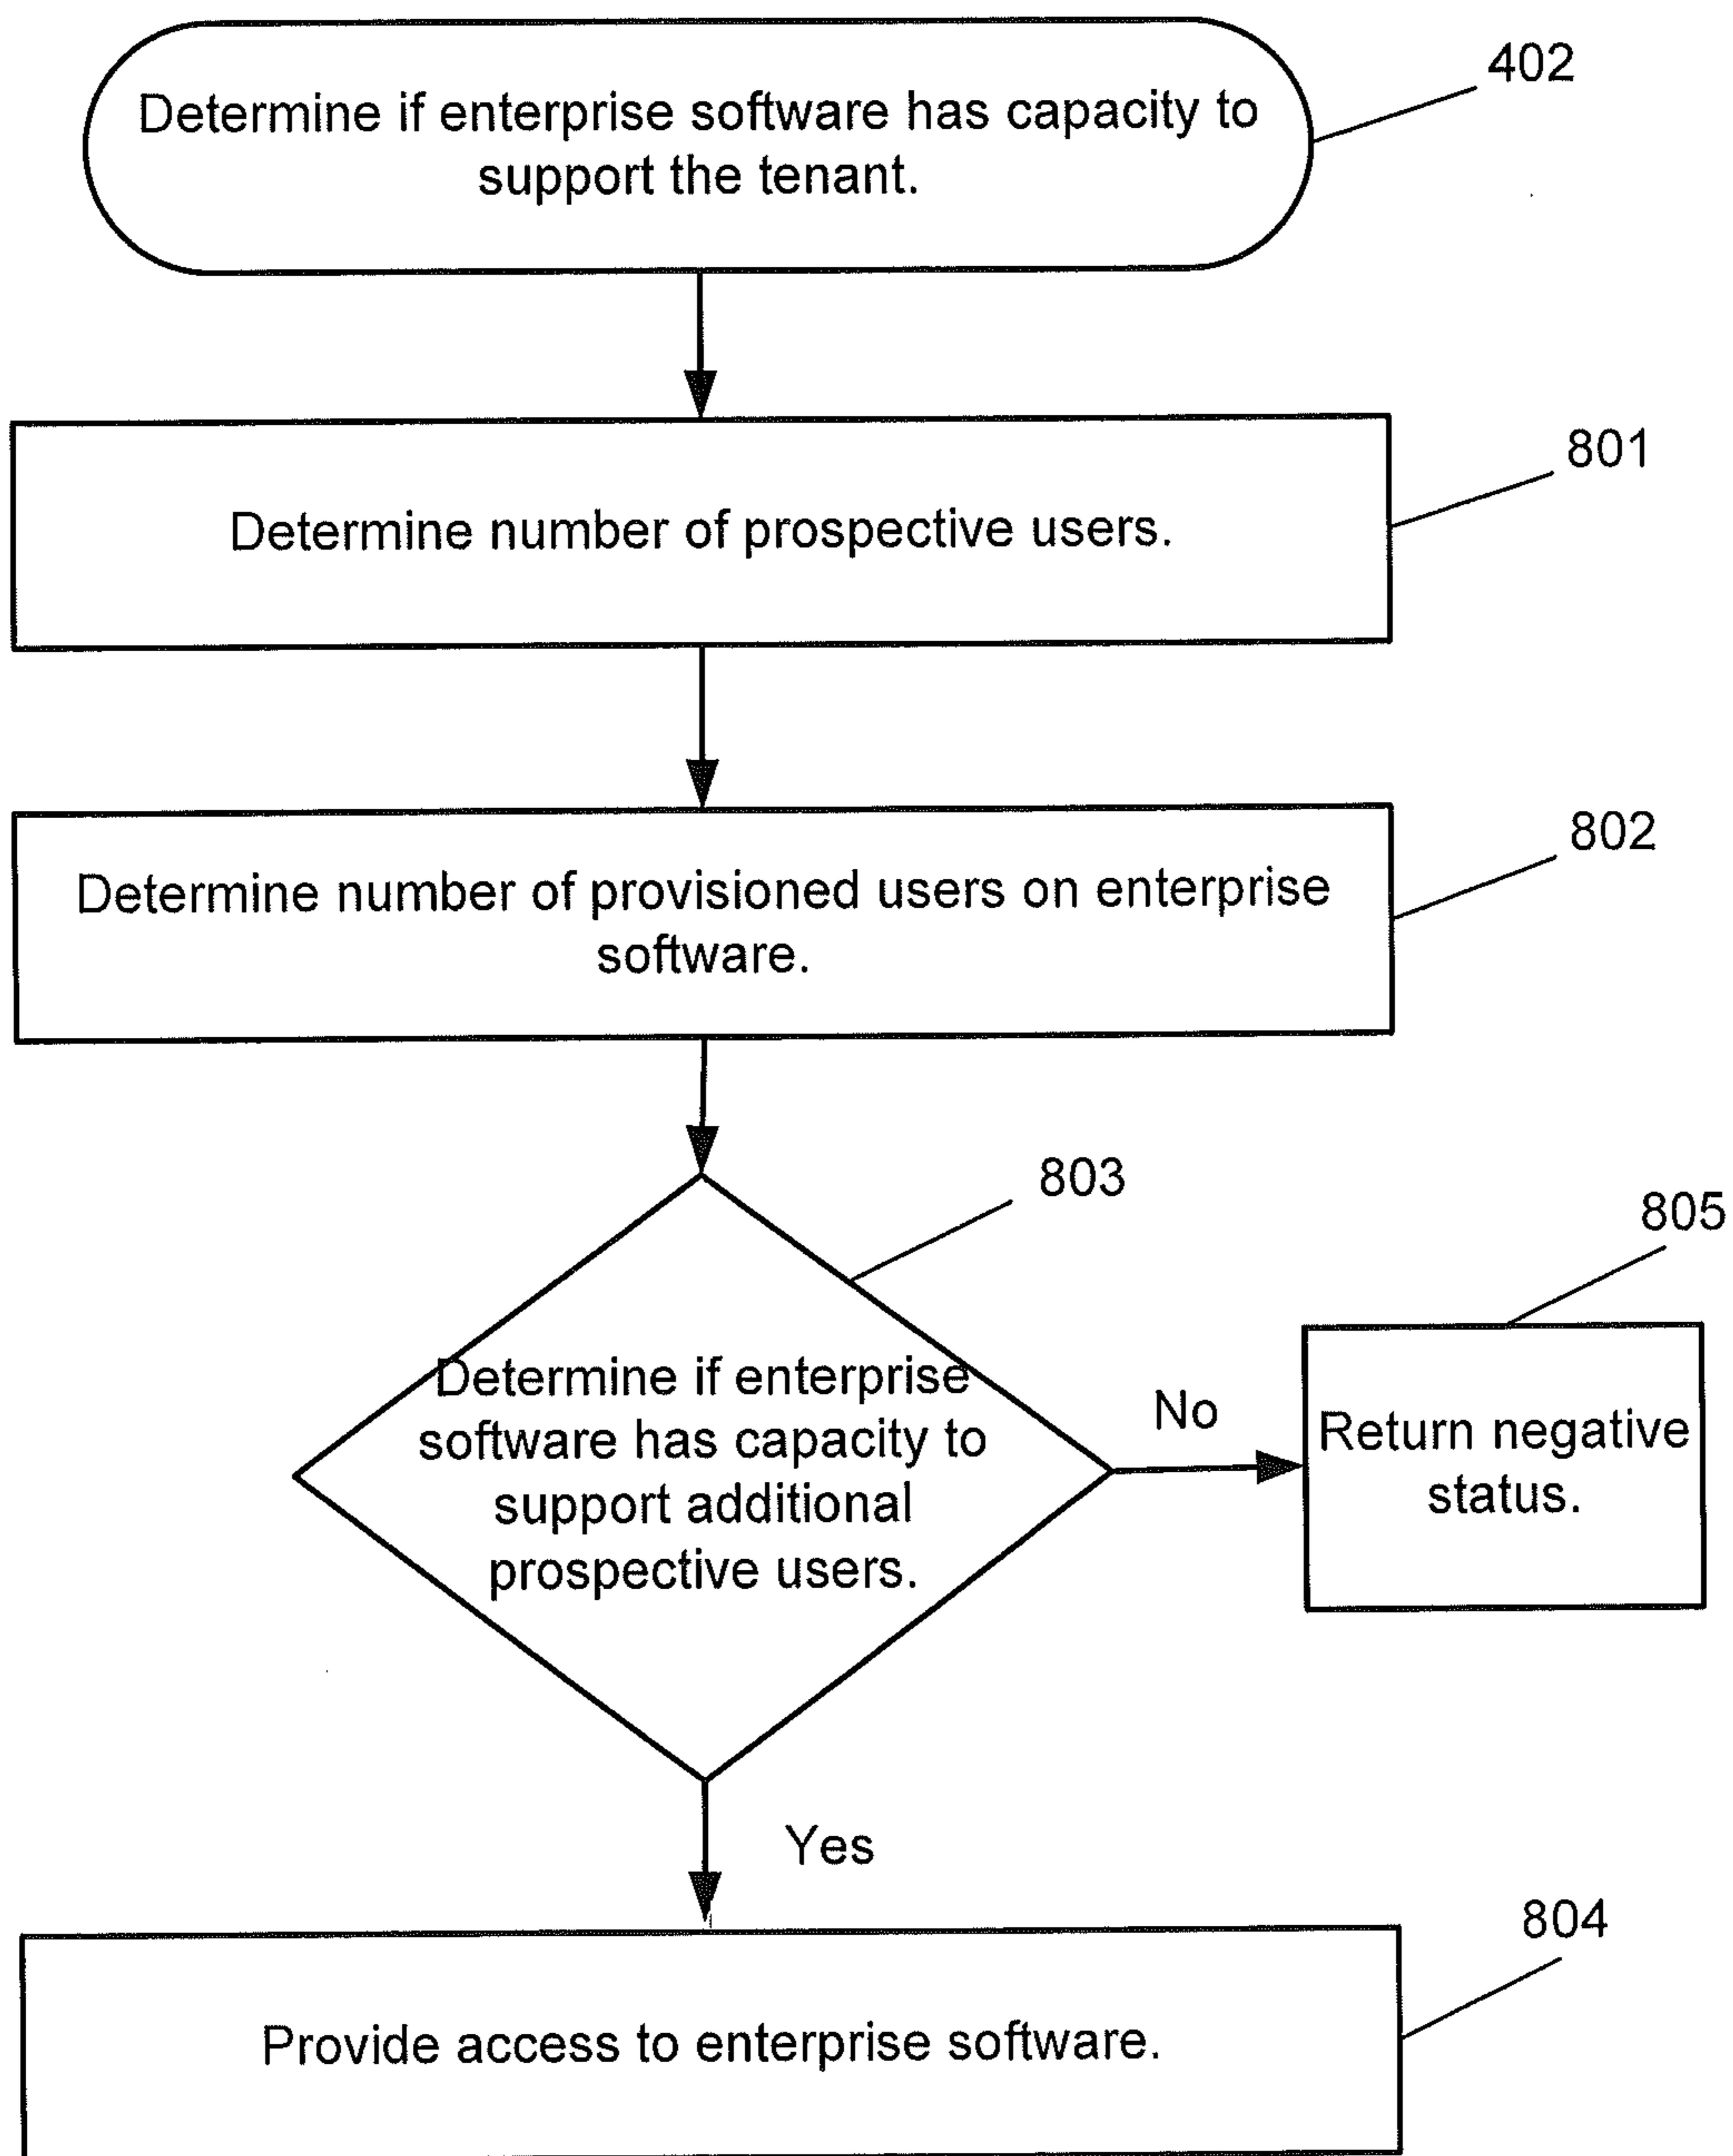 402
Determine if enterprise software has capacity to
support the tenant.
801
Determine number of prospective users.
802
Determine number of provisioned users on enterprise
software.
803
805
Determine if enterprise
software has capacity to
support additional
prospective users.
No
Return negative
status.
Yes
804
Provide access to enterprise software.